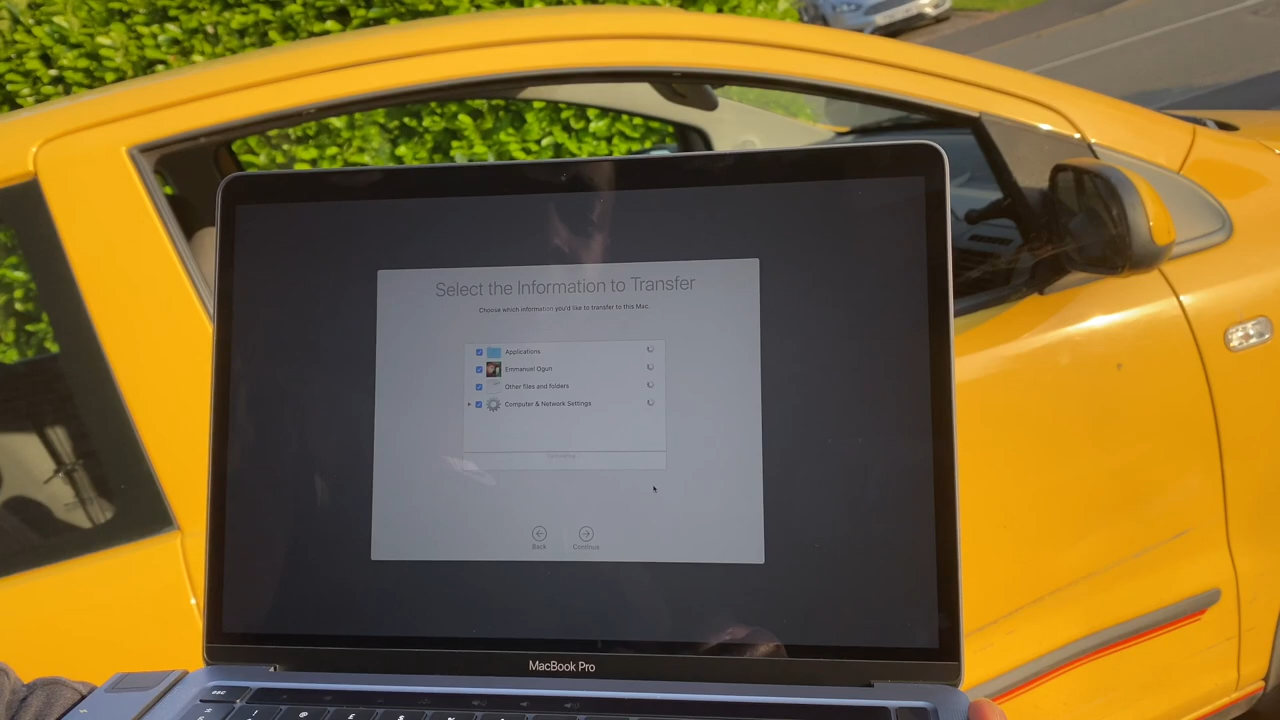 Select the Information to Transfer
Choose which information you'd like to transfer to this Mac.
Applications
Emmanuel Ogun
Other files and folders
Computer & Network Settings
Back
Continue
MacBook Pro
esc